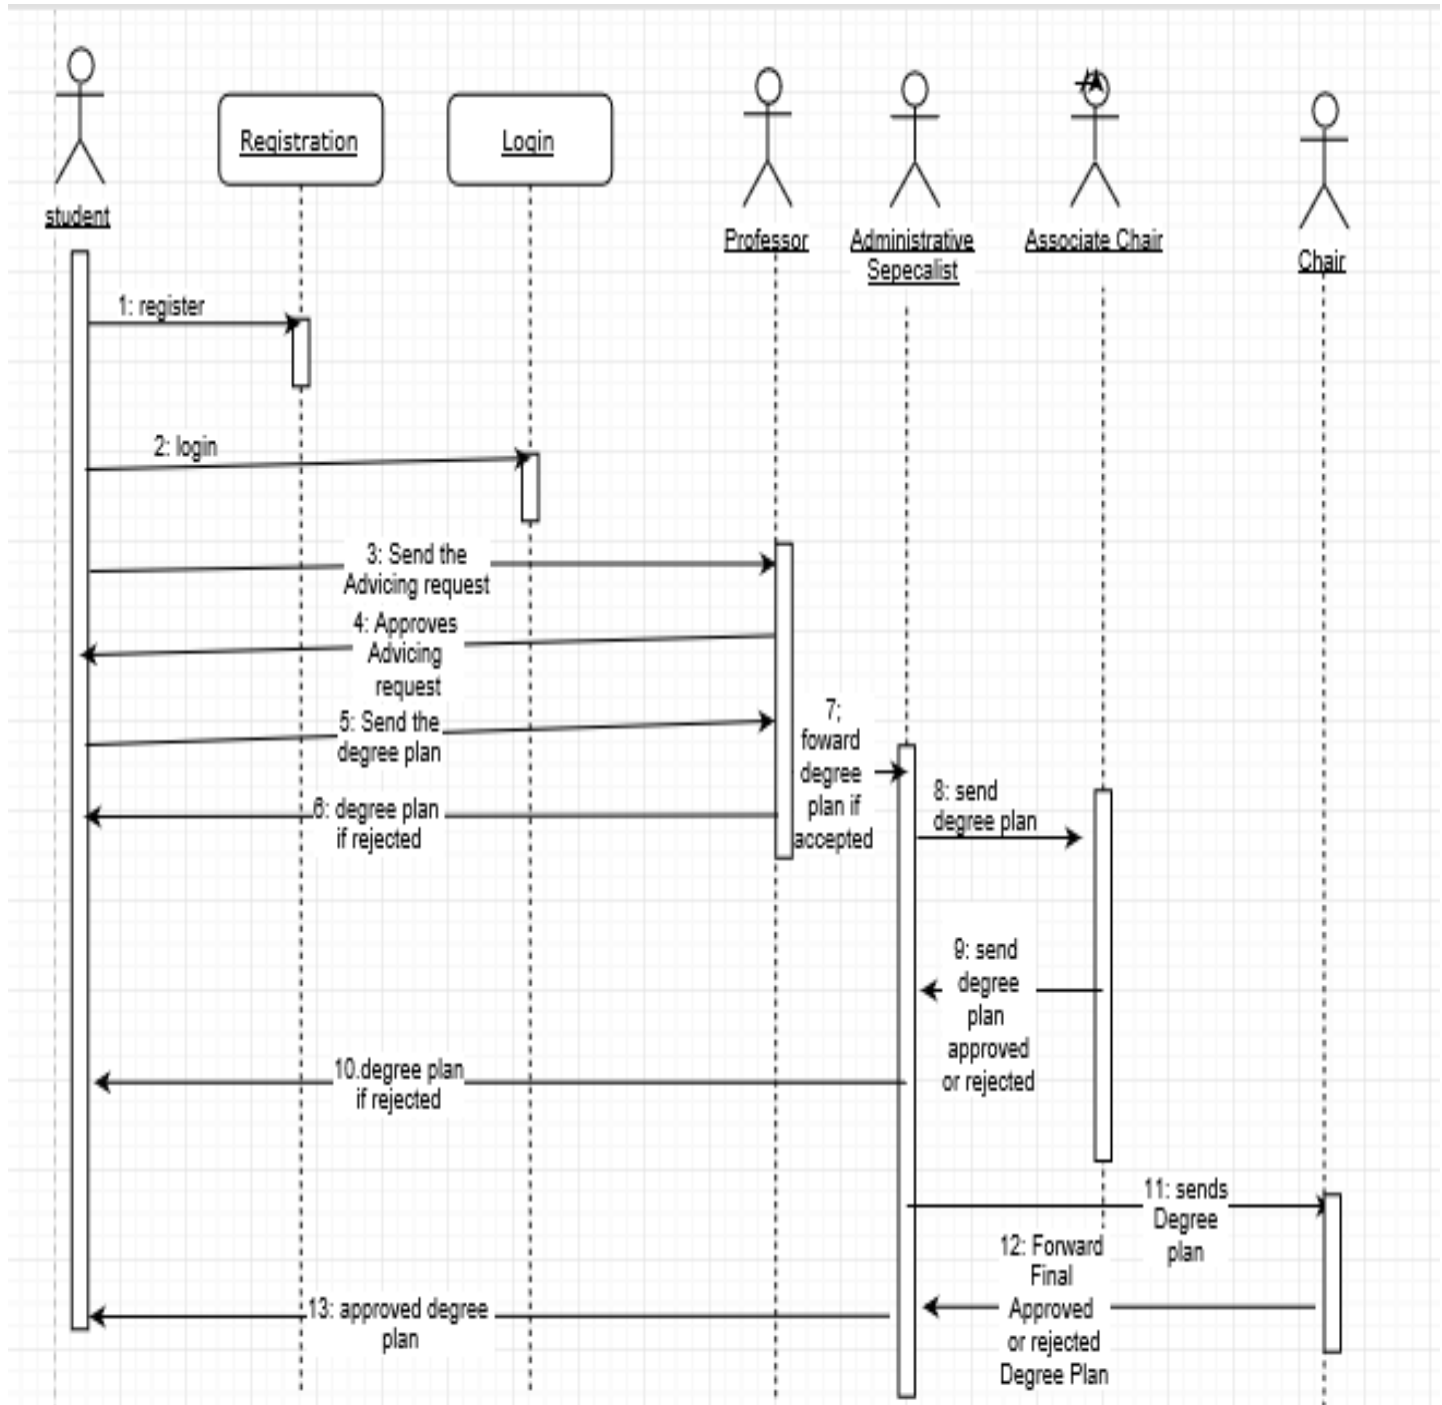 student
Registration
Login
Professor
Administrative
Sepecalist
Associate Chair
Chair
1: register
2: login
3: Send the
Advicing request
4: Approves
Advicing
request
5: Send the
degree plan
6: degree plan
if rejected
7;
foward
degree
plan if
accepted
8: send
degree plan
9: send
degree
plan
approved
or rejected
10.degree plan
if rejected
11: sends
Degree
plan
12: Forward
Final
Approved
or rejected
Degree Plan
13: approved degree
plan